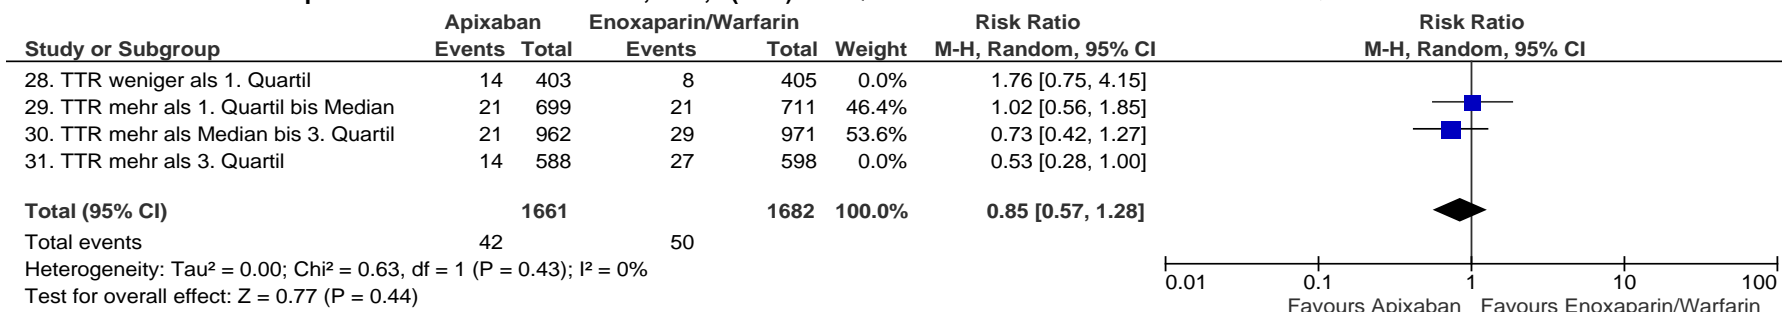 Apixaban Enoxaparin/Warfarin Risk Ratio Risk Ratio
Study or Subgroup Events Total Events Total Weight M-H, Random, 95% CI M-H, Random, 95% CI
28. TTR weniger als 1. Quartil 14 403 8 405 0.0% 1.76 [0.75, 4.15]
29. TTR mehr als 1. Quartil bis Median 21 699 21 711 46.4% 1.02 [0.56, 1.85]
30. TTR mehr als Median bis 3. Quartil 21 962 29 971 53.6% 0.73 [0.42, 1.27]
31. TTR mehr als 3. Quartil 14 588 27 598 0.0% 0.53 [0.28, 1.00]
Total (95% CI) 1661 1682 100.0% 0.85 [0.57, 1.28]
Total events 42 50
Heterogeneity: Tau² = 0.00; Chi² = 0.63, df = 1 (P = 0.43); I² = 0%
Test for overall effect: Z = 0.77 (P = 0.44)
0.01 0.1 1 10 100
Favours Apixaban Favours Enoxaparin/Warfarin